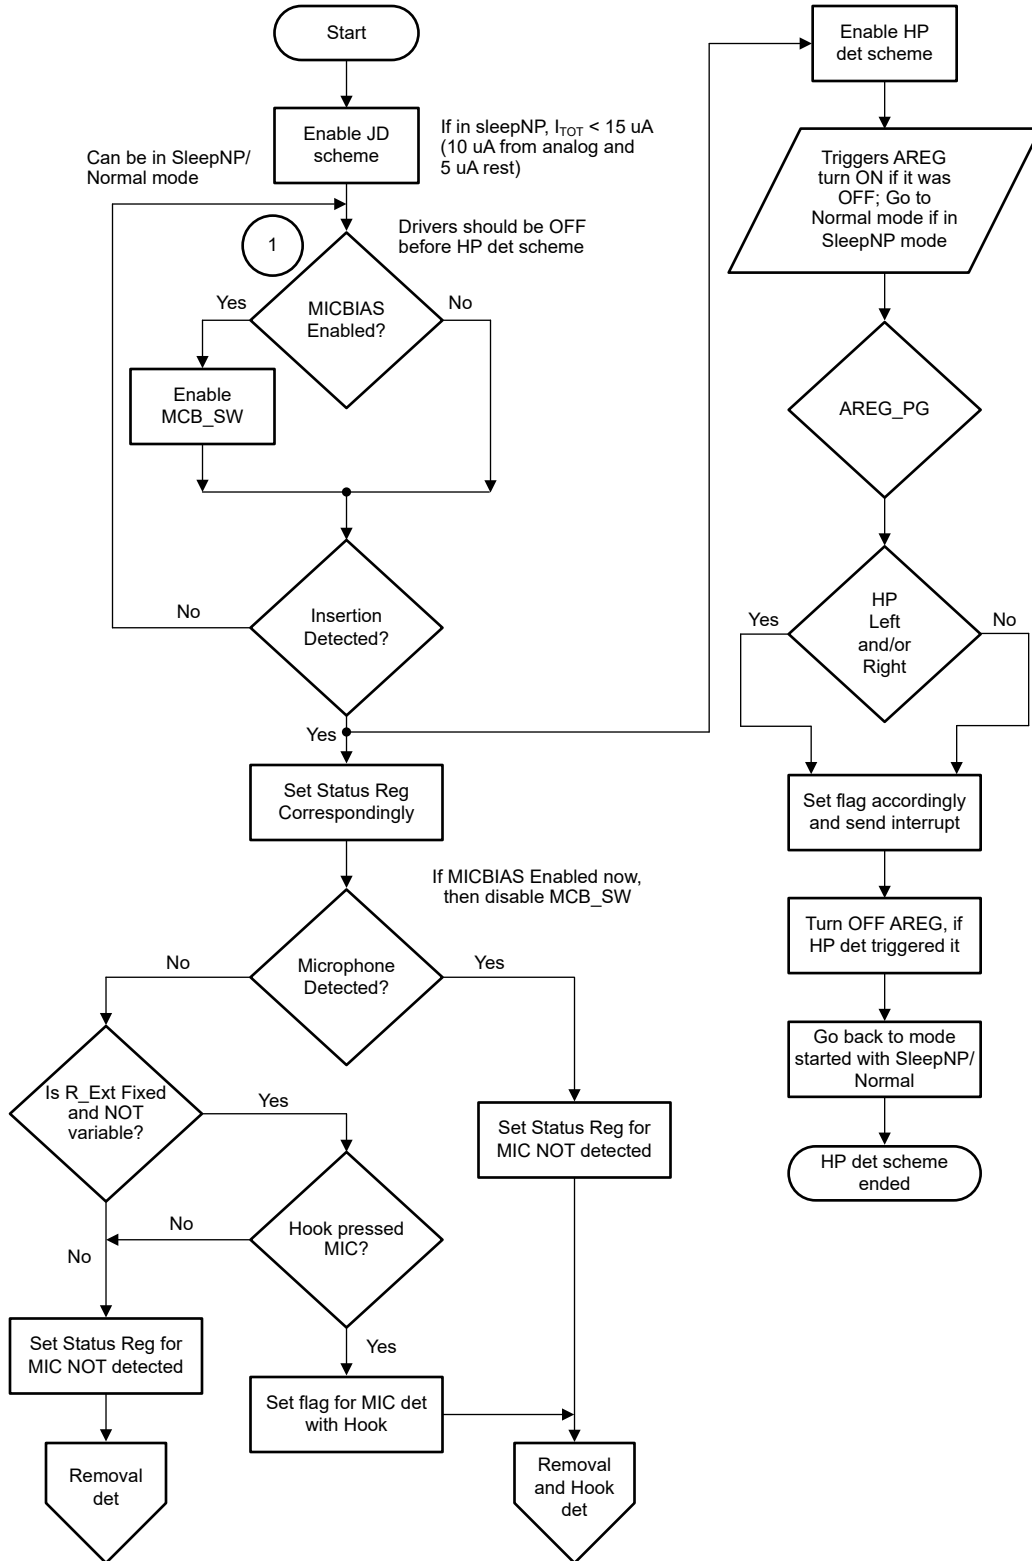 Start
Enable JD
scheme
If in sleepNP, I_TOT < 15 uA
(10 uA from analog and
5 uA rest)
Can be in SleepNP/
Normal mode
1
Drivers should be OFF
before HP det scheme
Yes
No
MICBIAS
Enabled?
Enable
MCB_SW
No
Insertion
Detected?
Yes
Set Status Reg
Correspondingly
If MICBIAS Enabled now,
then disable MCB_SW
No
Microphone
Detected?
Yes
Is R_Ext Fixed
and NOT
variable?
Yes
Set Status Reg for
MIC NOT detected
No
Hook pressed
MIC?
No
Set Status Reg for
MIC NOT detected
Yes
Set flag for MIC det
with Hook
Removal
det
Removal
and Hook
det
Enable HP
det scheme
Triggers AREG
turn ON if it was
OFF; Go to
Normal mode if in
SleepNP mode
AREG_PG
Yes
HP
Left
and/or
Right
No
Set flag accordingly
and send interrupt
Turn OFF AREG, if
HP det triggered it
Go back to mode
started with SleepNP/
Normal
HP det scheme
ended